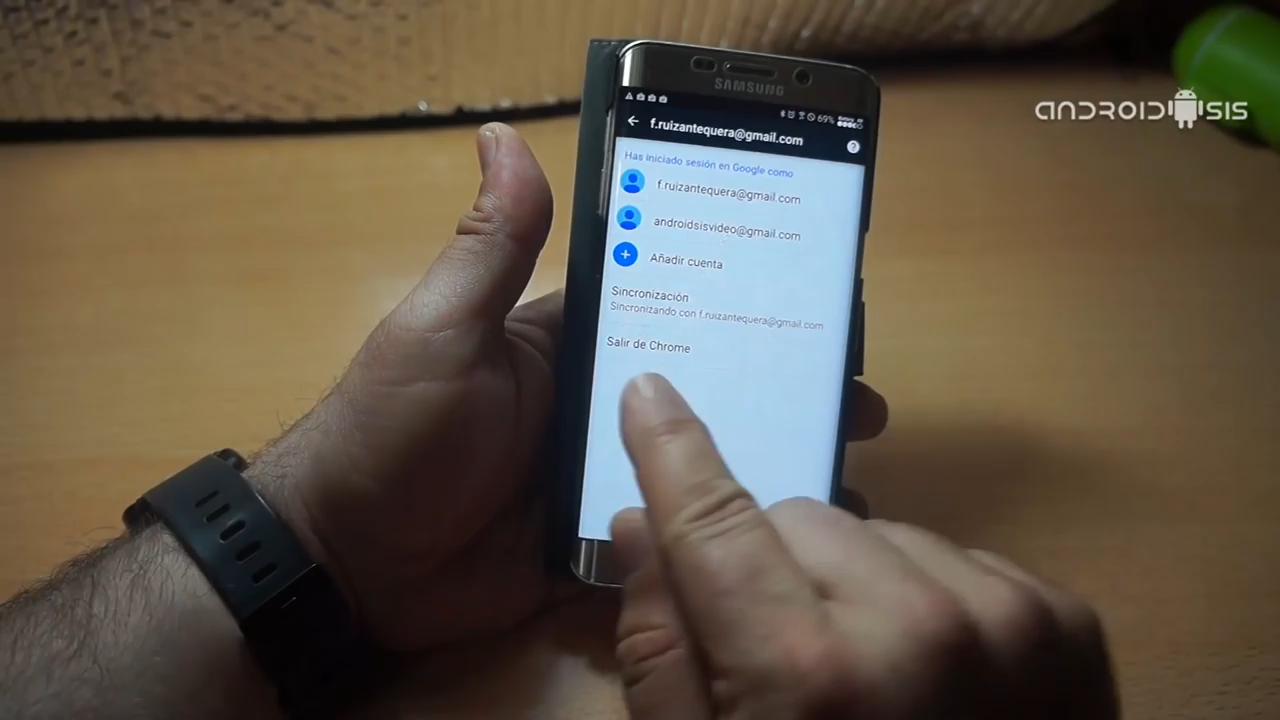 SAMSUNG
69%
f.ruizantequera@gmail.com
?
Has iniciado sesión en Google como
f.ruizantequera@gmail.com
androidsisvideo@gmail.com
Añadir cuenta
Sincronización
Sincronizando con f.ruizantequera@gmail.com
Salir de Chrome
ANDROIDSIS